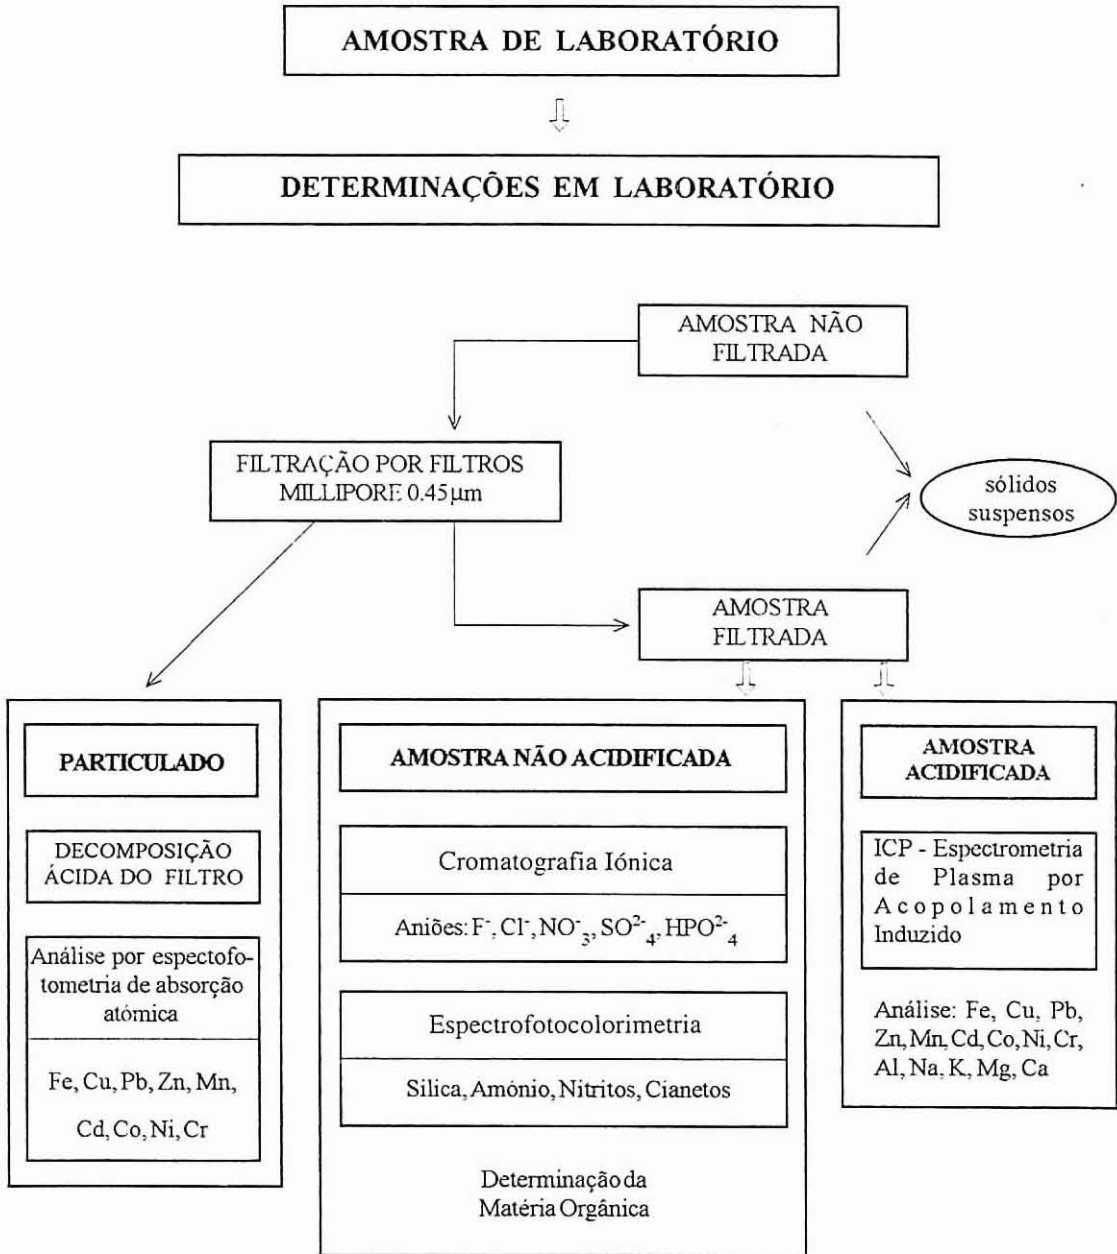 AMOSTRA DE LABORATÓRIO
DETERMINAÇÕES EM LABORATÓRIO
AMOSTRA NÃO
FILTRADA
FILTRAÇÃO POR FILTROS
MILLIPORE 0.45µm
sólidos
suspensos
AMOSTRA
FILTRADA
PARTICULADO
DECOMPOSIÇÃO
ÁCIDA DO FILTRO
Análise por espectofo-
tometria de absorção
atómica
Fe, Cu, Pb, Zn, Mn,
Cd, Co, Ni, Cr
AMOSTRA NÃO ACIDIFICADA
Cromatografia Iónica
Aniões: F⁻, Cl⁻, NO⁻₃, SO²⁻₄, HPO²⁻₄
Espectrofotocolorimetria
Silica, Amónio, Nitritos, Cianetos
Determinação da
Matéria Orgânica
AMOSTRA
ACIDIFICADA
ICP - Espectrometria
de Plasma por
Acopolamento
Induzido
Análise: Fe, Cu, Pb,
Zn, Mn, Cd, Co, Ni, Cr,
Al, Na, K, Mg, Ca